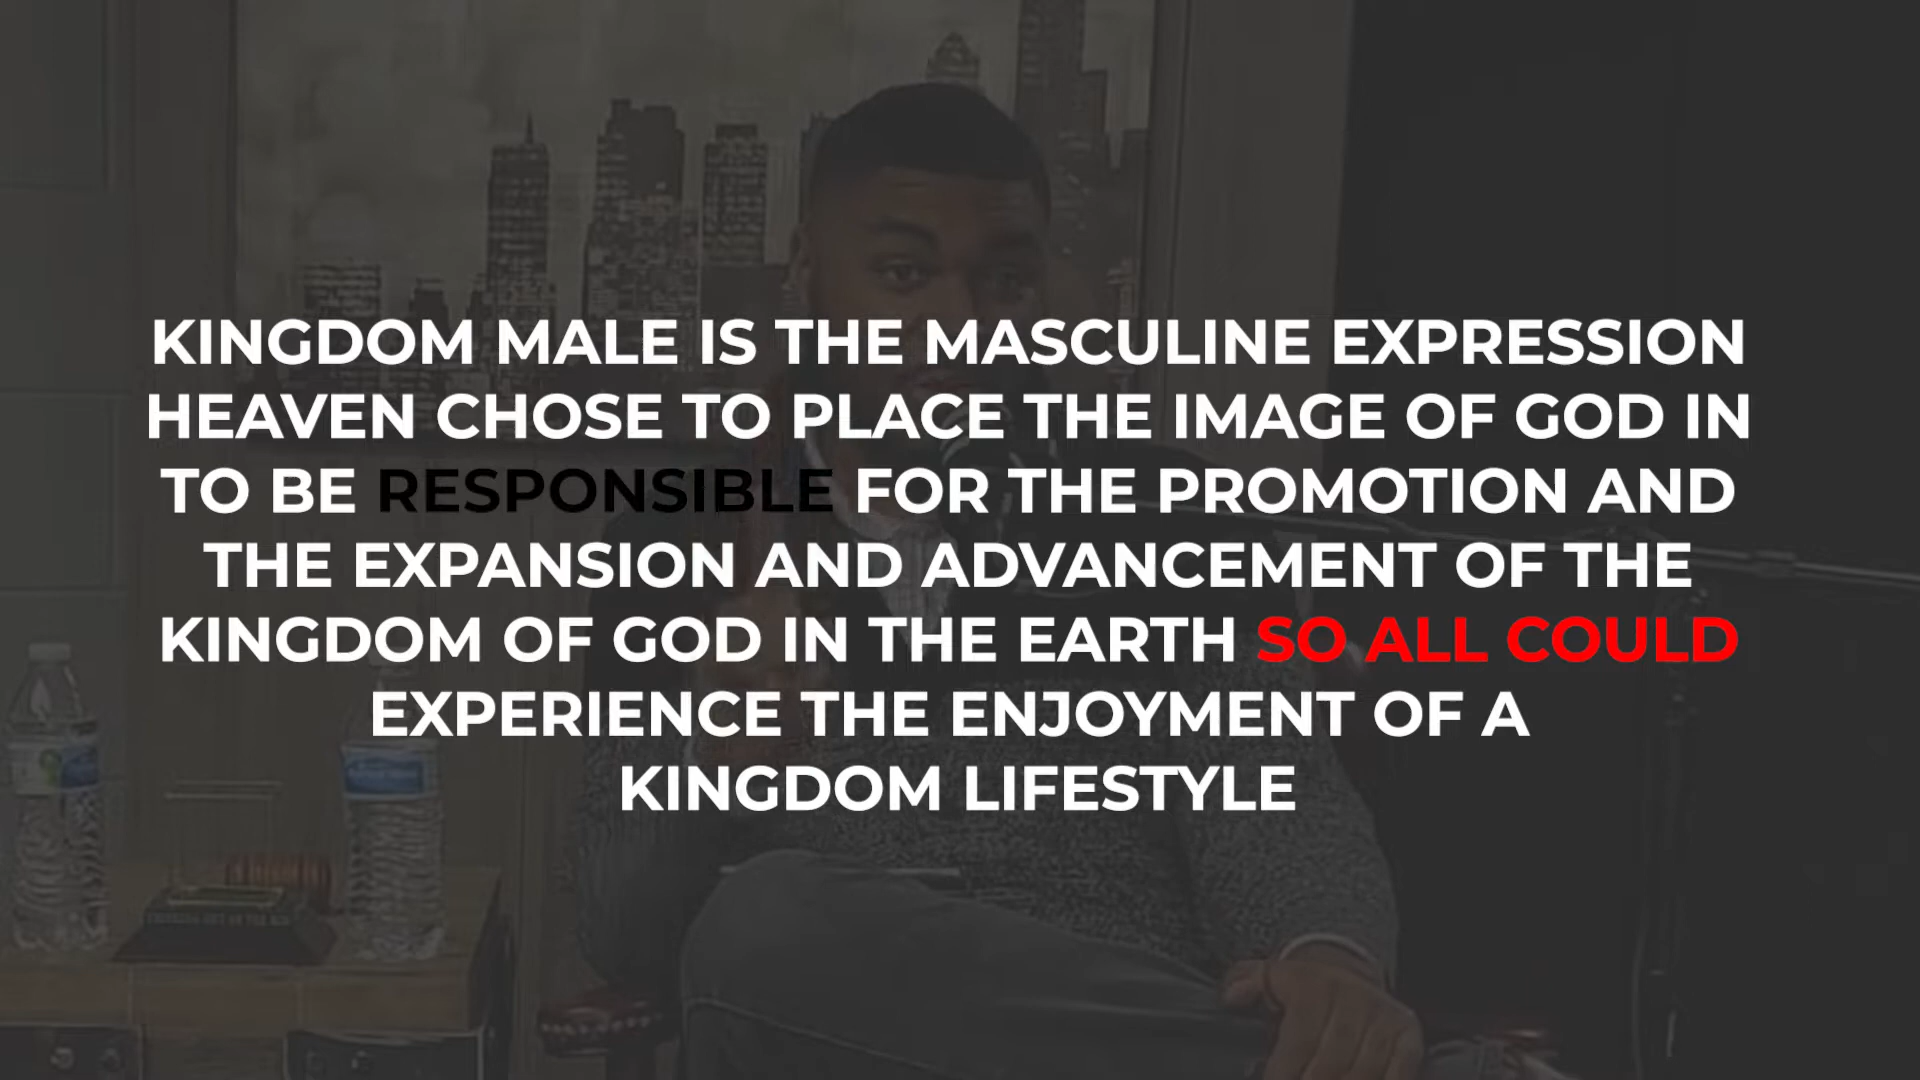 KINGDOM MALE IS THE MASCULINE EXPRESSION
HEAVEN CHOSE TO PLACE THE IMAGE OF GOD IN
TO BE RESPONSIBLE FOR THE PROMOTION AND
THE EXPANSION AND ADVANCEMENT OF THE
KINGDOM OF GOD IN THE EARTH SO ALL COULD
EXPERIENCE THE ENJOYMENT OF A
KINGDOM LIFESTYLE